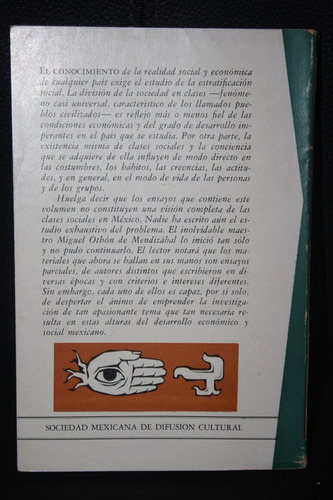 EL CONOCIMIENTO de la realidad social y económica
de cualquier país exige el estudio de la estratificación
social. La división de la sociedad en clases —fenóme-
no casi universal, característico de los llamados pue-
blos civilizados— es reflejo más o menos fiel de las
condiciones económicas y del grado de desarrollo im-
perantes en el país que se estudia. Por otra parte, la
existencia misma de clases sociales y la conciencia
que se adquiere de ella influyen de modo directo en
las costumbres, los hábitos, las creencias, las actitu-
des, y en general, en el modo de vida de las personas
y de los grupos.
Huelga decir que los ensayos que contiene este
volumen no constituyen una visión completa de las
clases sociales en México. Nadie ha escrito aún el es-
tudio exhaustivo del problema. El inolvidable maes-
tro Miguel Othón de Mendizábal lo inició tan sólo
y no pudo continuarlo. El lector notará que los ma-
teriales que ahora se hallan en sus manos son ensayos
parciales, de autores distintos que escribieron en di-
versas épocas y con criterios e intereses diferentes.
Sin embargo, cada uno de ellos es capaz, por si solo,
de despertar el ánimo de emprender la investiga-
ción de tan apasionante tema que tan necesaria re-
sulta en estas alturas del desarrollo económico y
social mexicano.
SOCIEDAD MEXICANA DE DIFUSION CULTURAL